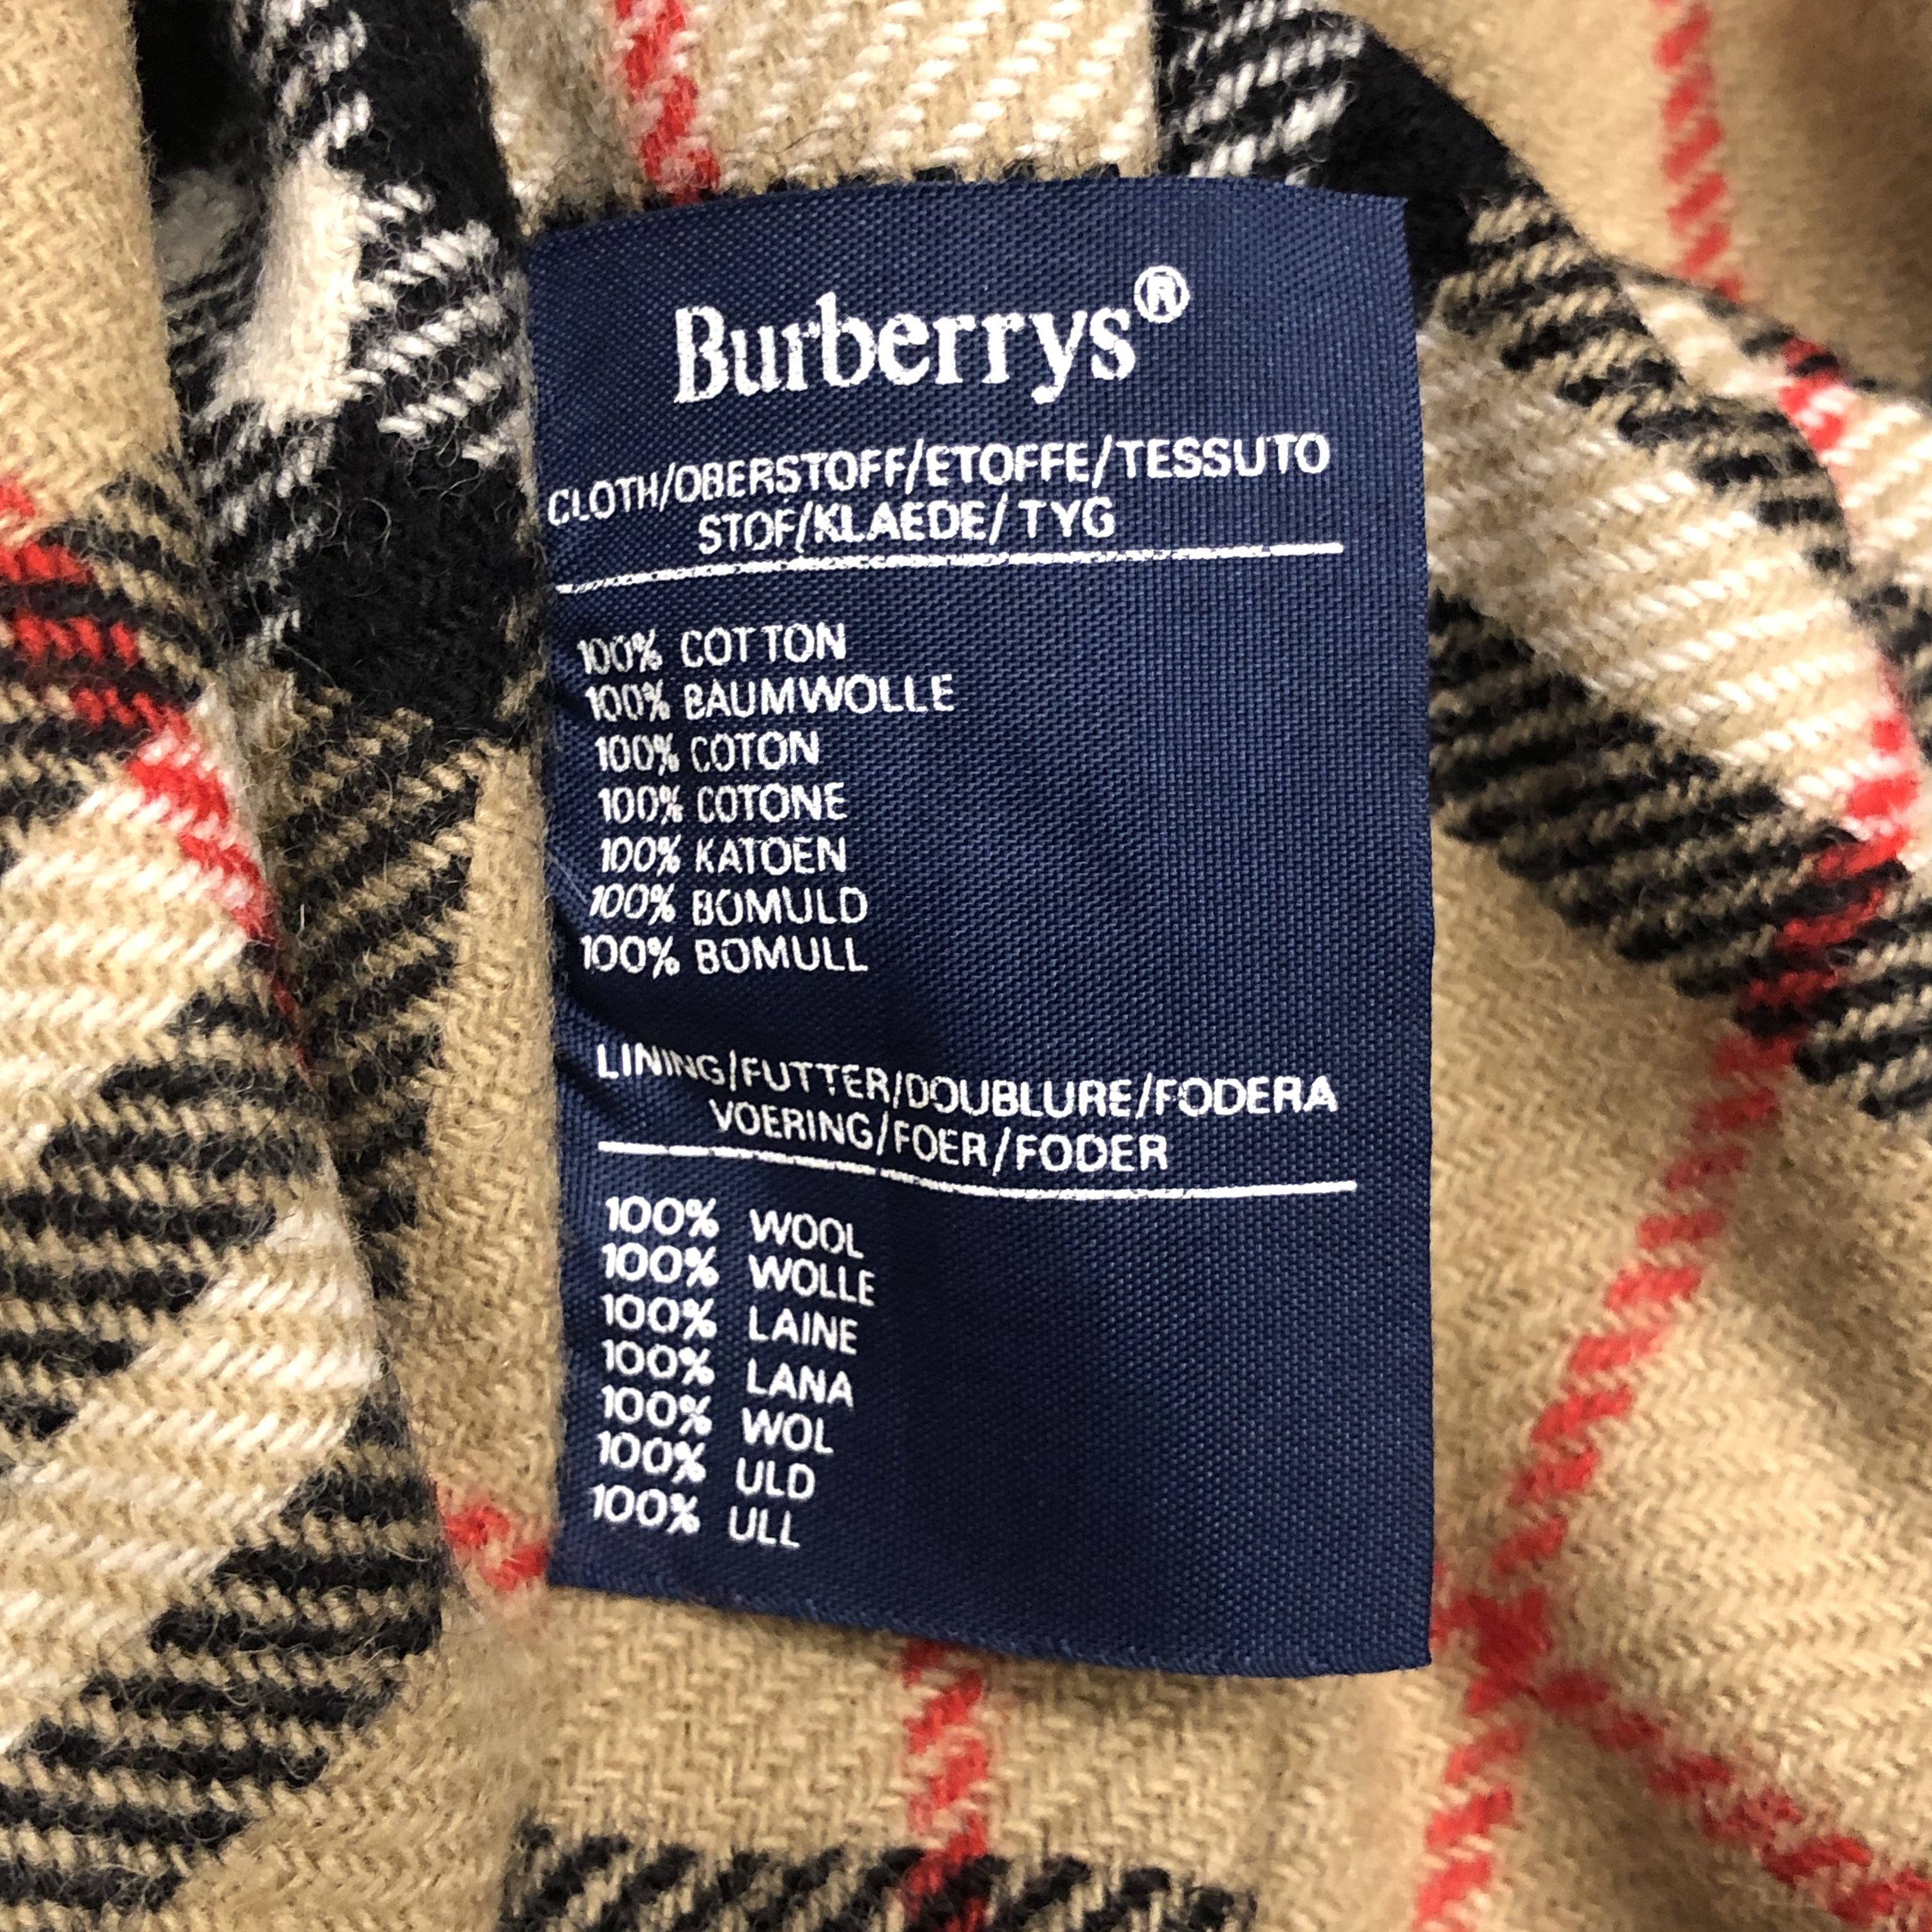 Burberrys®
CLOTH/OBERSTOFF/ETOFFE/TESSUTO
STOF/KLAEDE/TYG
100% COTTON
100% BAUMWOLLE
100% COTON
100% COTONE
100% KATOEN
100% BOMULD
100% BOMULL
LINING/FUTTER/DOUBLURE/FODERA
VOERING/FOER/FODER
100% WOOL
100% WOLLE
100% LAINE
100% LANA
100% WOL
100% ULD
100% ULL